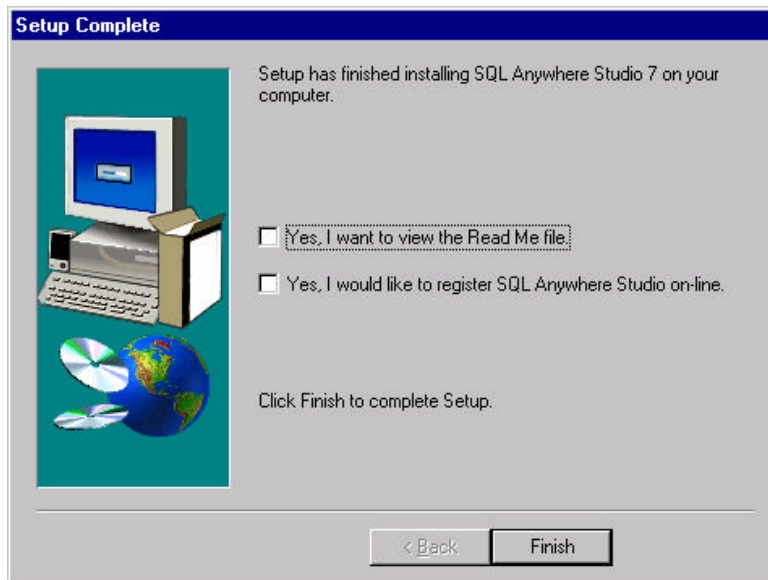 Setup Complete
Setup has finished installing SQL Anywhere Studio 7 on your
computer.
Yes, I want to view the Read Me file.
Yes, I would like to register SQL Anywhere Studio on-line.
Click Finish to complete Setup.
< Back
Finish